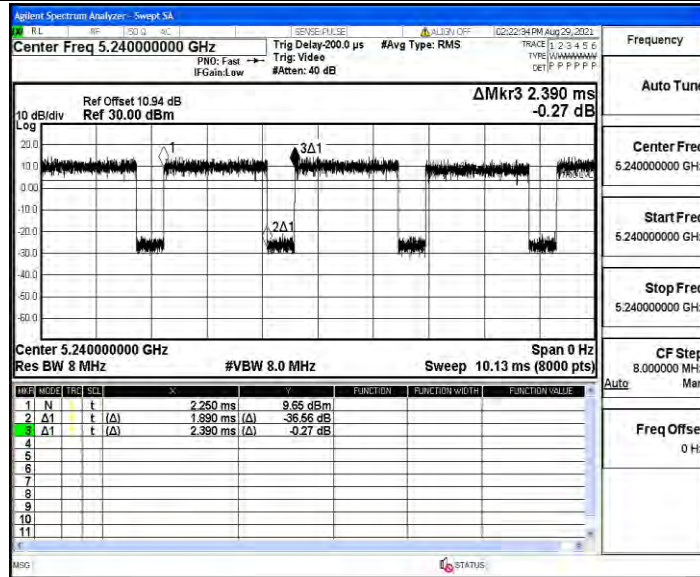 Agilent Spectrum Analyzer - Swept SA
RL RF 50 Ω AC SENSE:PULSE ALIGN OFF 02:22:34 PM Aug 29, 2021
Center Freq 5.240000000 GHz
PNO: Fast
IFGain:Low
Trig Delay-200.0 µs
Trig: Video
#Atten: 40 dB
#Avg Type: RMS
TRACE 1 2 3 4 5 6
TYPE WWWWWW
DET P P P P P P
Ref Offset 10.94 dB
10 dB/div Ref 30.00 dBm
Log
ΔMkr3 2.390 ms
-0.27 dB
20.0
10.0
0.00
-10.0
-20.0
-30.0
-40.0
-50.0
-60.0
1
3Δ1
2Δ1
Center 5.240000000 GHz Span 0 Hz
Res BW 8 MHz #VBW 8.0 MHz Sweep 10.13 ms (8000 pts)
MKR MODE TRC SCL X Y FUNCTION FUNCTION WIDTH FUNCTION VALUE
1 N t 2.250 ms 9.65 dBm
2 Δ1 t (Δ) 1.890 ms (Δ) -36.56 dB
3 Δ1 t (Δ) 2.390 ms (Δ) -0.27 dB
4
5
6
7
8
9
10
11
MSG STATUS
Frequency
Auto Tune
Center Freq
5.240000000 GHz
Start Freq
5.240000000 GHz
Stop Freq
5.240000000 GHz
CF Step
8.000000 MHz
Auto Man
Freq Offset
0 Hz